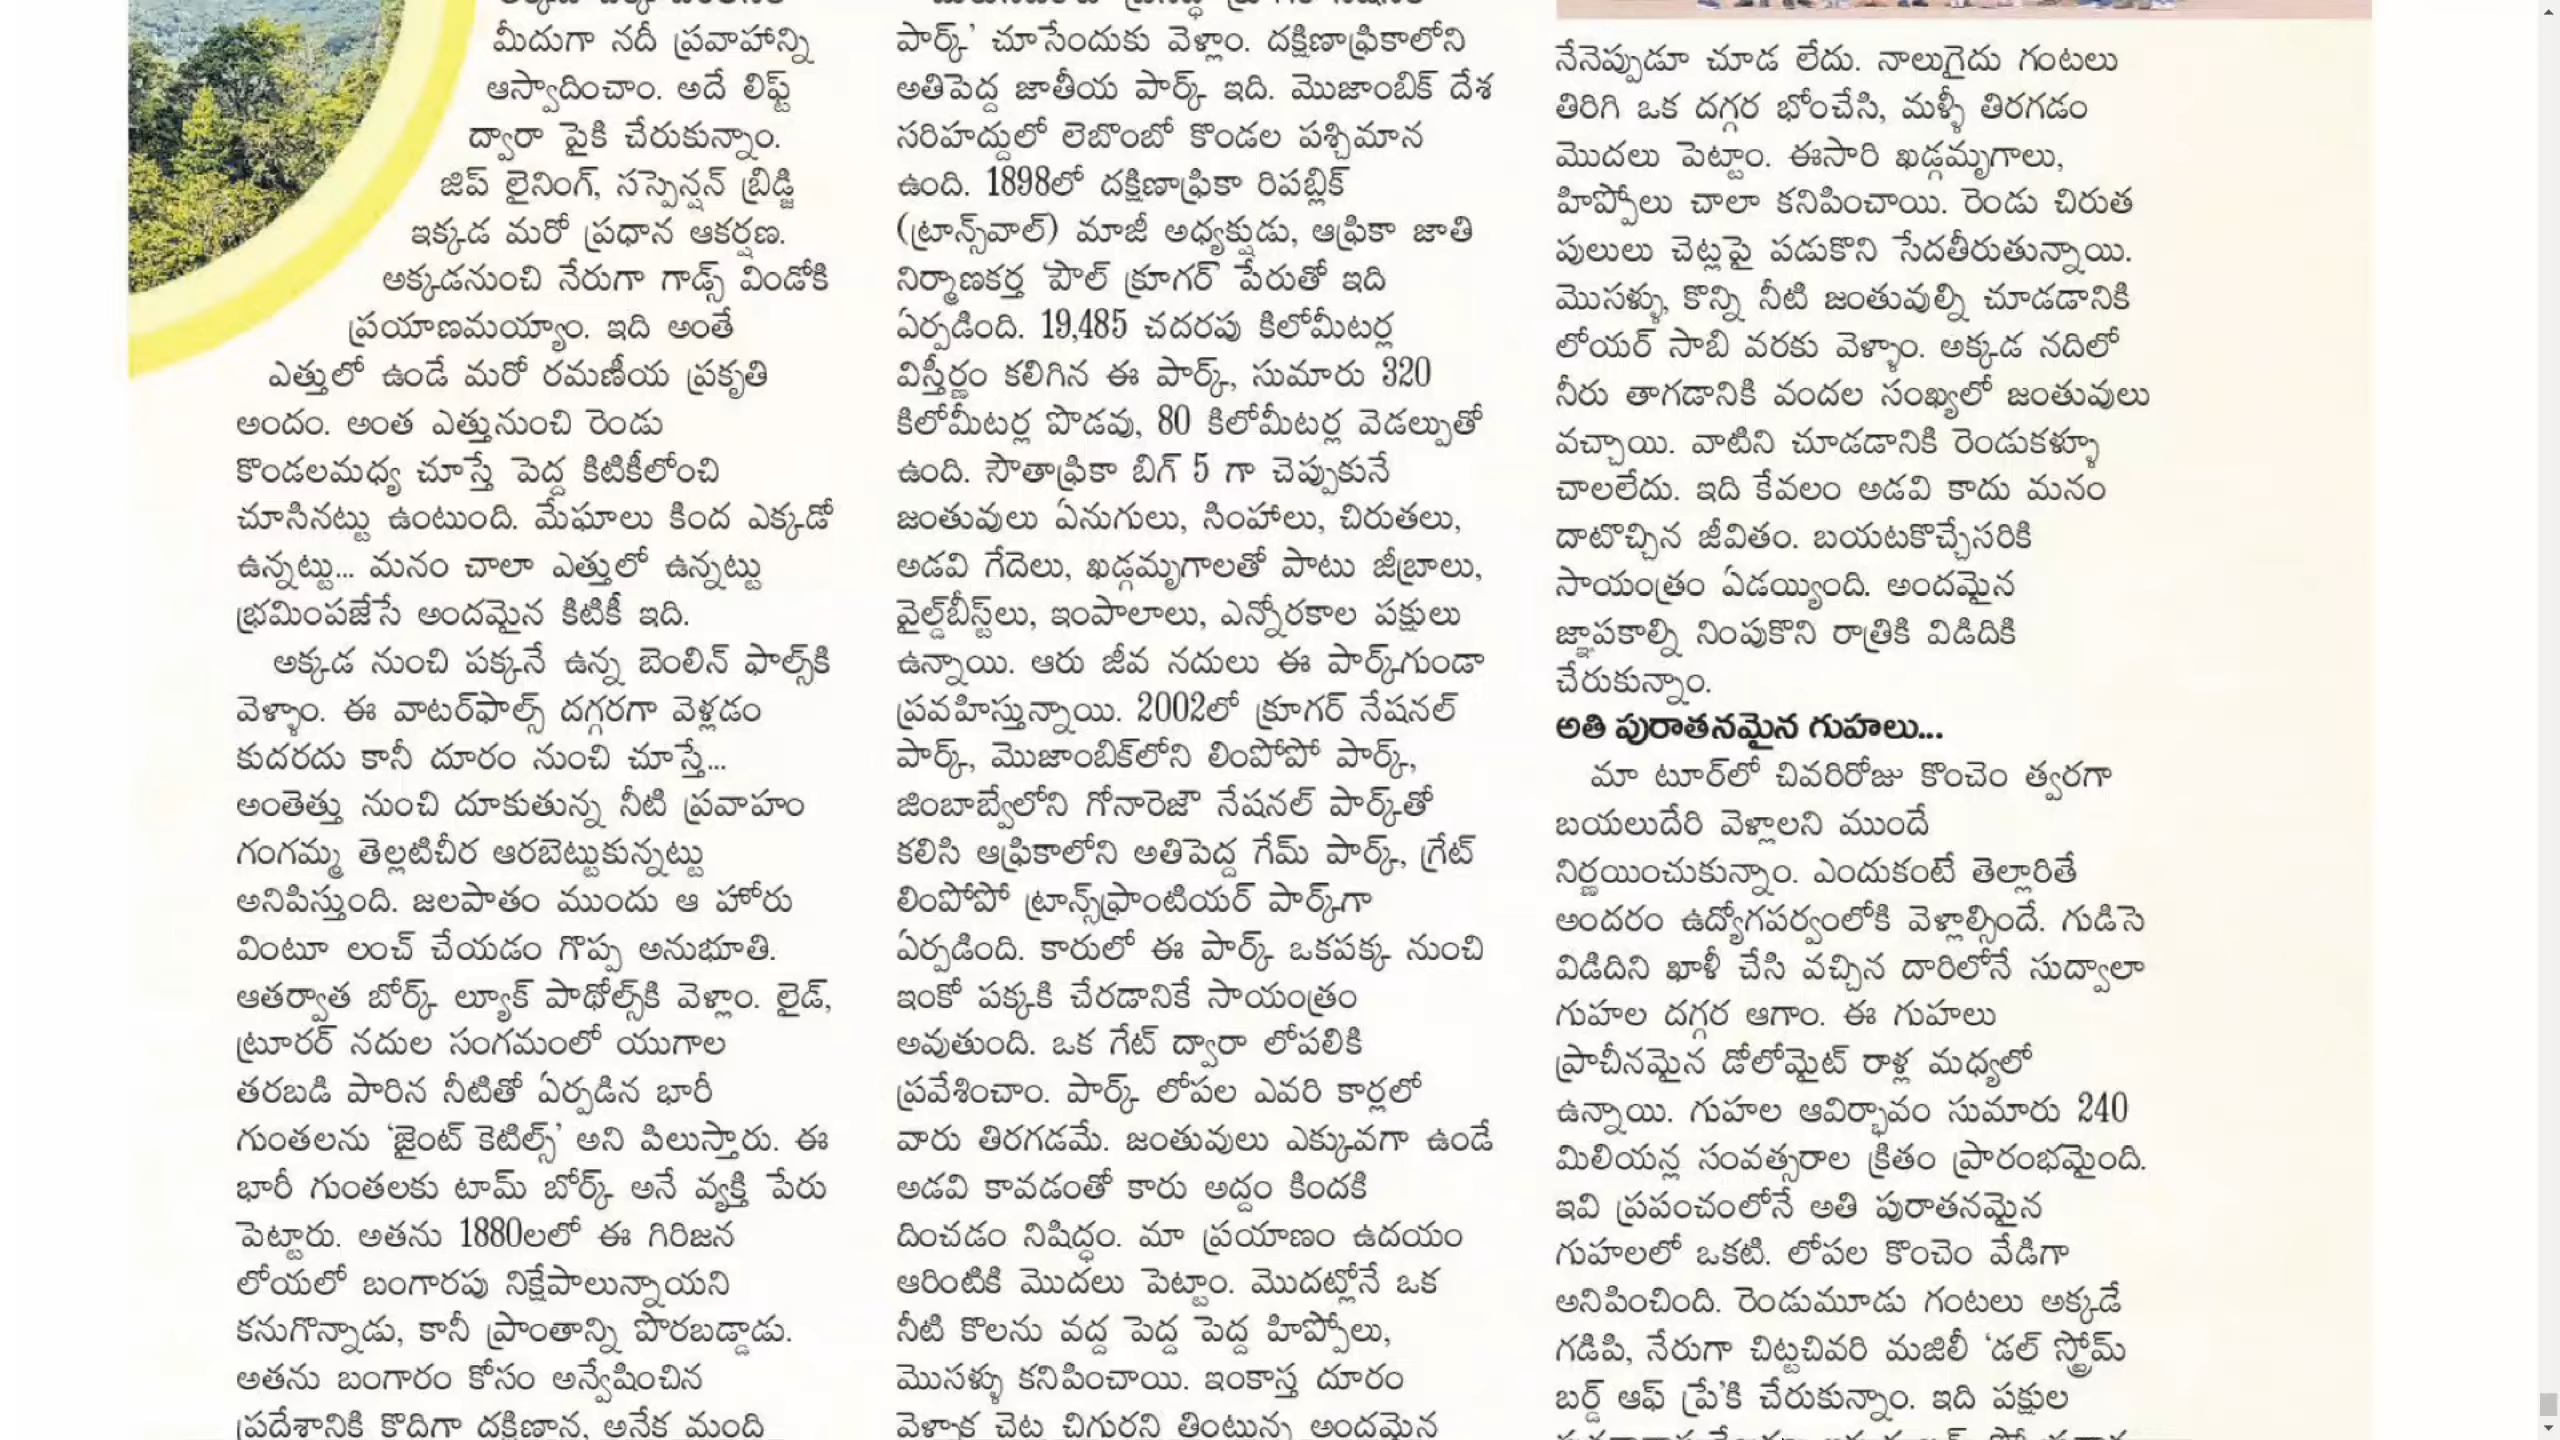 మీదుగా నదీ ప్రవాహాన్ని
ఆస్వాదించాం. అదే లిఫ్ట్
ద్వారా పైకి చేరుకున్నాం.
జిప్ లైనింగ్, సస్పెన్షన్ బ్రిడ్జి
ఇక్కడ మరో ప్రధాన ఆకర్షణ.
అక్కడనుంచి నేరుగా గాడ్స్ విండోకి
ప్రయాణమయ్యాం. ఇది అంతే
ఎత్తులో ఉండే మరో రమణీయ ప్రకృతి
అందం. అంత ఎత్తునుంచి రెండు
కొండలమధ్య చూస్తే పెద్ద కిటికీలోంచి
చూసినట్టు ఉంటుంది. మేఘాలు కింద ఎక్కడో
ఉన్నట్టు... మనం చాలా ఎత్తులో ఉన్నట్టు
భ్రమింపజేసే అందమైన కిటికీ ఇది.
అక్కడ నుంచి పక్కనే ఉన్న బెంలిన్ ఫాల్స్‌కి
వెళ్ళాం. ఈ వాటర్‌ఫాల్స్ దగ్గరగా వెళ్లడం
కుదరదు కానీ దూరం నుంచి చూస్తే...
అంతెత్తు నుంచి దూకుతున్న నీటి ప్రవాహం
గంగమ్మ తెల్లటిచీర ఆరబెట్టుకున్నట్టు
అనిపిస్తుంది. జలపాతం ముందు ఆ హోరు
వింటూ లంచ్ చేయడం గొప్ప అనుభూతి.
ఆతర్వాత బోర్క్ ల్యూక్ పాథోల్స్‌కి వెళ్లాం. లైడ్,
ట్రూరర్ నదుల సంగమంలో యుగాల
తరబడి పారిన నీటితో ఏర్పడిన భారీ
గుంతలను ‘జైంట్ కెటిల్స్’ అని పిలుస్తారు. ఈ
భారీ గుంతలకు టామ్ బోర్క్ అనే వ్యక్తి పేరు
పెట్టారు. అతను 1880లలో ఈ గిరిజన
లోయలో బంగారపు నిక్షేపాలున్నాయని
కనుగొన్నాడు, కానీ ప్రాంతాన్ని పొరబడ్డాడు.
అతను బంగారం కోసం అన్వేషించిన
ప్రదేశానికి కొదిగా దక్షిణాన, అనేక మంది
పార్క్’ చూసేందుకు వెళ్లాం. దక్షిణాఫ్రికాలోని
అతిపెద్ద జాతీయ పార్క్ ఇది. మొజాంబిక్ దేశ
సరిహద్దులో లెబొంబో కొండల పశ్చిమాన
ఉంది. 1898లో దక్షిణాఫ్రికా రిపబ్లిక్
(ట్రాన్స్‌వాల్) మాజీ అధ్యక్షుడు, ఆఫ్రికా జాతి
నిర్మాణకర్త ‘పౌల్ క్రూగర్’ పేరుతో ఇది
ఏర్పడింది. 19,485 చదరపు కిలోమీటర్ల
విస్తీర్ణం కలిగిన ఈ పార్క్, సుమారు 320
కిలోమీటర్ల పొడవు, 80 కిలోమీటర్ల వెడల్పుతో
ఉంది. సౌతాఫ్రికా బిగ్ 5 గా చెప్పుకునే
జంతువులు ఏనుగులు, సింహాలు, చిరుతలు,
అడవి గేదెలు, ఖడ్గమృగాలతో పాటు జీబ్రాలు,
వైల్డ్‌బీస్ట్‌లు, ఇంపాలాలు, ఎన్నోరకాల పక్షులు
ఉన్నాయి. ఆరు జీవ నదులు ఈ పార్క్‌గుండా
ప్రవహిస్తున్నాయి. 2002లో క్రూగర్ నేషనల్
పార్క్, మొజాంబిక్‌లోని లింపోపో పార్క్,
జింబాబ్వేలోని గోనారెజౌ నేషనల్ పార్క్‌తో
కలిసి ఆఫ్రికాలోని అతిపెద్ద గేమ్ పార్క్, గ్రేట్
లింపోపో ట్రాన్స్‌ఫ్రాంటియర్ పార్క్‌గా
ఏర్పడింది. కారులో ఈ పార్క్ ఒకపక్క నుంచి
ఇంకో పక్కకి చేరడానికే సాయంత్రం
అవుతుంది. ఒక గేట్ ద్వారా లోపలికి
ప్రవేశించాం. పార్క్ లోపల ఎవరి కార్లలో
వారు తిరగడమే. జంతువులు ఎక్కువగా ఉండే
అడవి కావడంతో కారు అద్దం కిందకి
దించడం నిషిద్ధం. మా ప్రయాణం ఉదయం
ఆరింటికి మొదలు పెట్టాం. మొదట్లోనే ఒక
నీటి కొలను వద్ద పెద్ద పెద్ద హిప్పోలు,
మొసళ్ళు కనిపించాయి. ఇంకాస్త దూరం
వెళ్ళాక చెట్ల చిగురని తింటున్న అందమైన
నేనెప్పుడూ చూడ లేదు. నాలుగైదు గంటలు
తిరిగి ఒక దగ్గర భోంచేసి, మళ్ళీ తిరగడం
మొదలు పెట్టాం. ఈసారి ఖడ్గమృగాలు,
హిప్పోలు చాలా కనిపించాయి. రెండు చిరుత
పులులు చెట్లపై పడుకొని సేదతీరుతున్నాయి.
మొసళ్ళు, కొన్ని నీటి జంతువుల్ని చూడడానికి
లోయర్ సాబి వరకు వెళ్ళాం. అక్కడ నదిలో
నీరు తాగడానికి వందల సంఖ్యలో జంతువులు
వచ్చాయి. వాటిని చూడడానికి రెండుకళ్ళూ
చాలలేదు. ఇది కేవలం అడవి కాదు మనం
దాటొచ్చిన జీవితం. బయటకొచ్చేసరికి
సాయంత్రం ఏడయ్యింది. అందమైన
జ్ఞాపకాల్ని నింపుకొని రాత్రికి విడిదికి
చేరుకున్నాం.
అతి పురాతనమైన గుహలు...
మా టూర్‌లో చివరిరోజు కొంచెం త్వరగా
బయలుదేరి వెళ్లాలని ముందే
నిర్ణయించుకున్నాం. ఎందుకంటే తెల్లారితే
అందరం ఉద్యోగపర్వంలోకి వెళ్లాల్సిందే. గుడిసె
విడిదిని ఖాళీ చేసి వచ్చిన దారిలోనే సుద్వాలా
గుహల దగ్గర ఆగాం. ఈ గుహలు
ప్రాచీనమైన డోలోమైట్ రాళ్ల మధ్యలో
ఉన్నాయి. గుహల ఆవిర్భావం సుమారు 240
మిలియన్ల సంవత్సరాల క్రితం ప్రారంభమైంది.
ఇవి ప్రపంచంలోనే అతి పురాతనమైన
గుహలలో ఒకటి. లోపల కొంచెం వేడిగా
అనిపించింది. రెండుమూడు గంటలు అక్కడే
గడిపి, నేరుగా చిట్టచివరి మజిలీ ‘డల్ స్ట్రోమ్
బర్డ్ ఆఫ్ ప్రే’కి చేరుకున్నాం. ఇది పక్షుల